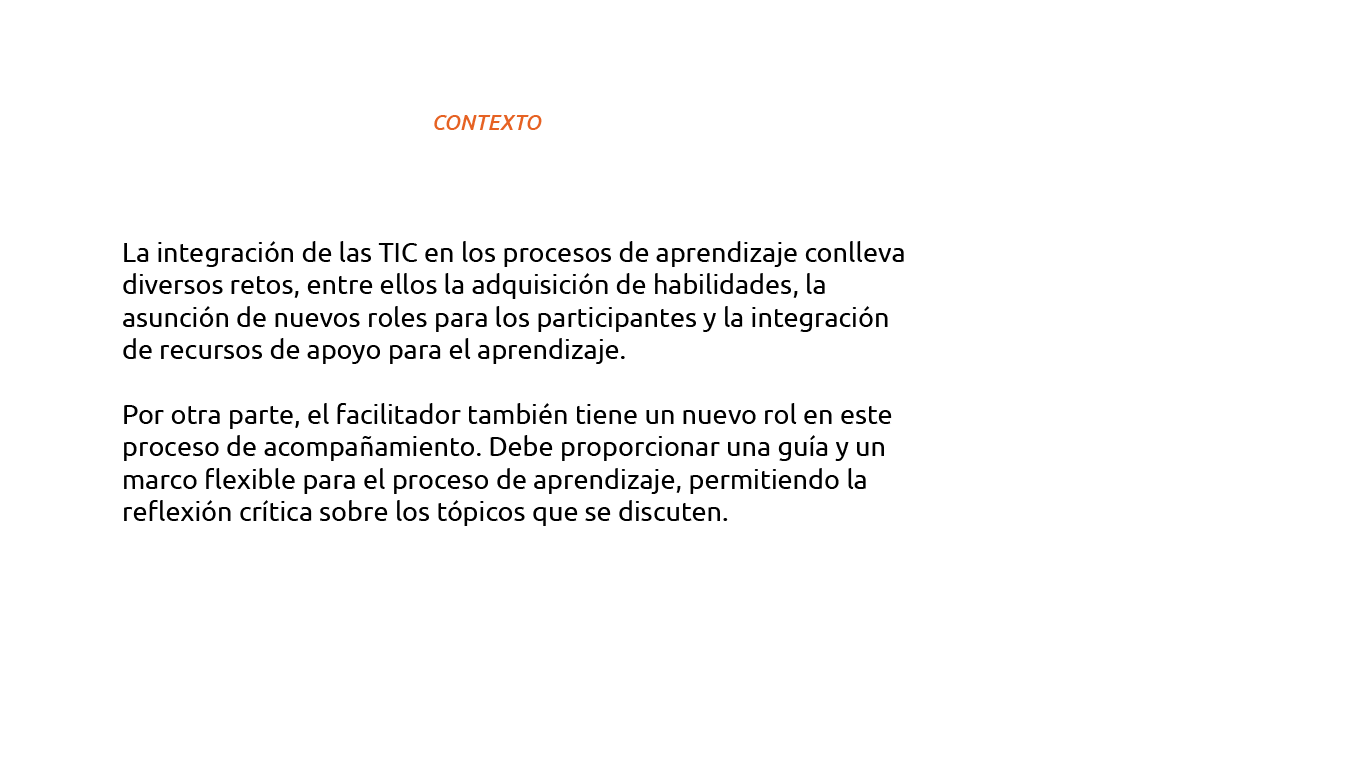 CONTEXTO
La integración de las TIC en los procesos de aprendizaje conlleva
diversos retos, entre ellos la adquisición de habilidades, la
asunción de nuevos roles para los participantes y la integración
de recursos de apoyo para el aprendizaje.
Por otra parte, el facilitador también tiene un nuevo rol en este
proceso de acompañamiento. Debe proporcionar una guía y un
marco flexible para el proceso de aprendizaje, permitiendo la
reflexión crítica sobre los tópicos que se discuten.